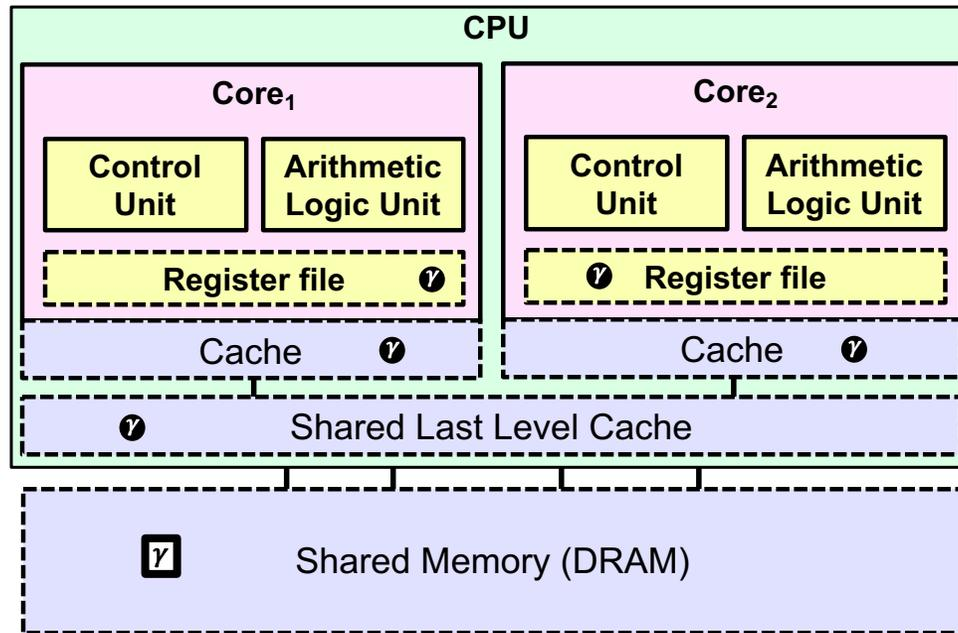 CPU
Core₁
Control
Unit
Arithmetic
Logic Unit
Register file γ
Cache γ
Core₂
Control
Unit
Arithmetic
Logic Unit
γ Register file
Cache γ
γ Shared Last Level Cache
γ Shared Memory (DRAM)